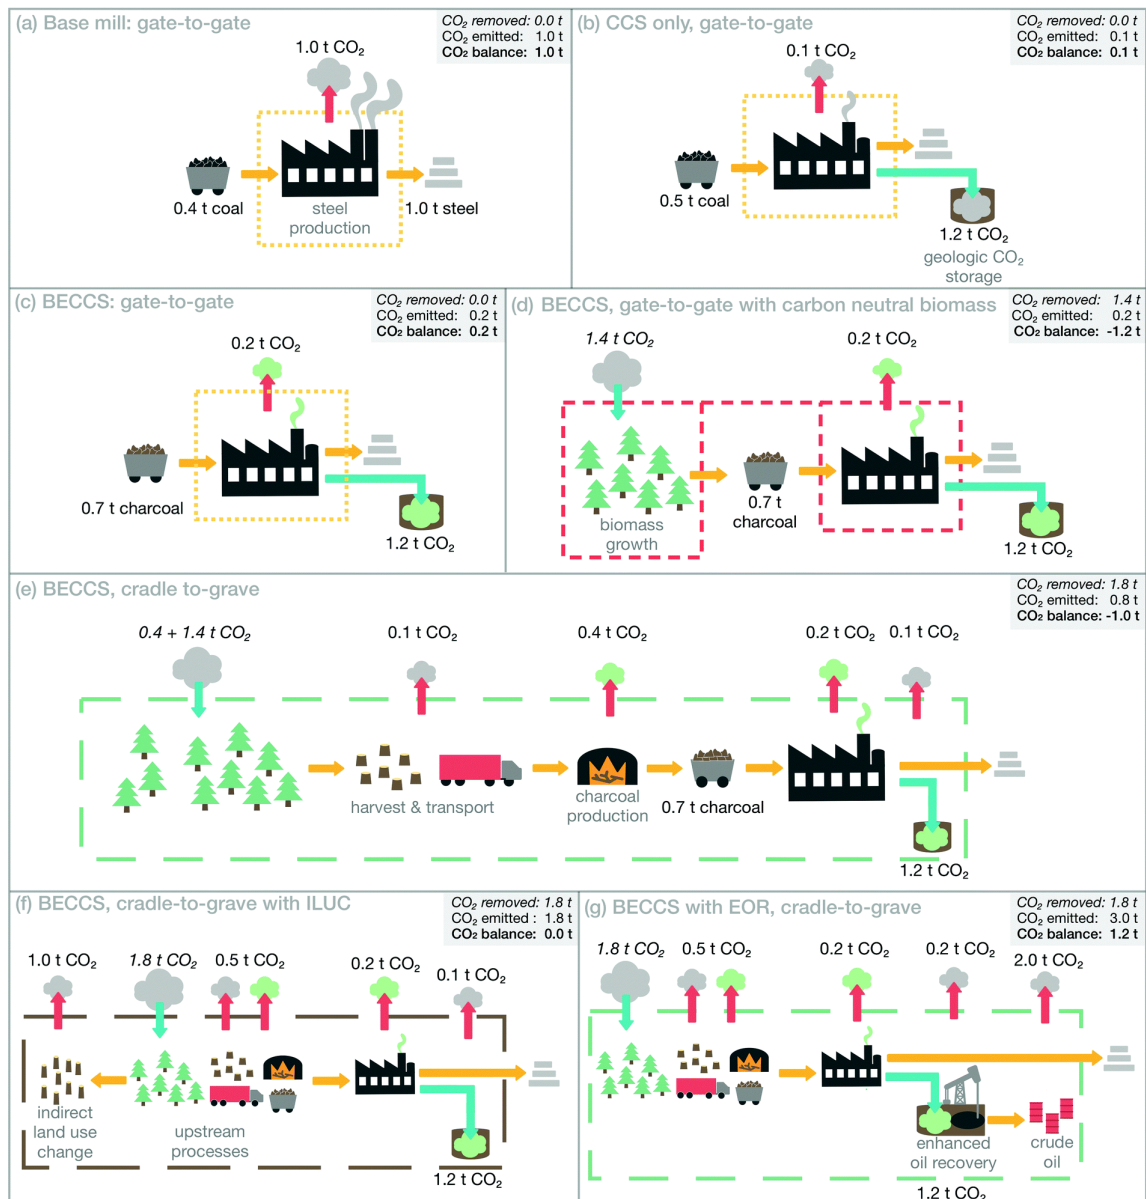 (a) Base mill: gate-to-gate
CO₂ removed: 0.0 t
CO₂ emitted: 1.0 t
CO₂ balance: 1.0 t
1.0 t CO₂
0.4 t coal
steel
production
1.0 t steel
(b) CCS only, gate-to-gate
CO₂ removed: 0.0 t
CO₂ emitted: 0.1 t
CO₂ balance: 0.1 t
0.1 t CO₂
0.5 t coal
1.2 t CO₂
geologic CO₂
storage
(c) BECCS: gate-to-gate
CO₂ removed: 0.0 t
CO₂ emitted: 0.2 t
CO₂ balance: 0.2 t
0.2 t CO₂
0.7 t charcoal
1.2 t CO₂
(d) BECCS, gate-to-gate with carbon neutral biomass
CO₂ removed: 1.4 t
CO₂ emitted: 0.2 t
CO₂ balance: -1.2 t
1.4 t CO₂
0.2 t CO₂
biomass
growth
0.7 t
charcoal
1.2 t CO₂
(e) BECCS, cradle to-grave
CO₂ removed: 1.8 t
CO₂ emitted: 0.8 t
CO₂ balance: -1.0 t
0.4 + 1.4 t CO₂
0.1 t CO₂
0.4 t CO₂
0.2 t CO₂
0.1 t CO₂
harvest & transport
charcoal
production
0.7 t charcoal
1.2 t CO₂
(f) BECCS, cradle-to-grave with ILUC
CO₂ removed: 1.8 t
CO₂ emitted : 1.8 t
CO₂ balance: 0.0 t
1.0 t CO₂
1.8 t CO₂
0.5 t CO₂
0.2 t CO₂
0.1 t CO₂
indirect
land use
change
upstream
processes
1.2 t CO₂
(g) BECCS with EOR, cradle-to-grave
CO₂ removed: 1.8 t
CO₂ emitted: 3.0 t
CO₂ balance: 1.2 t
1.8 t CO₂
0.5 t CO₂
0.2 t CO₂
0.2 t CO₂
2.0 t CO₂
enhanced
oil recovery
crude
oil
1.2 t CO₂